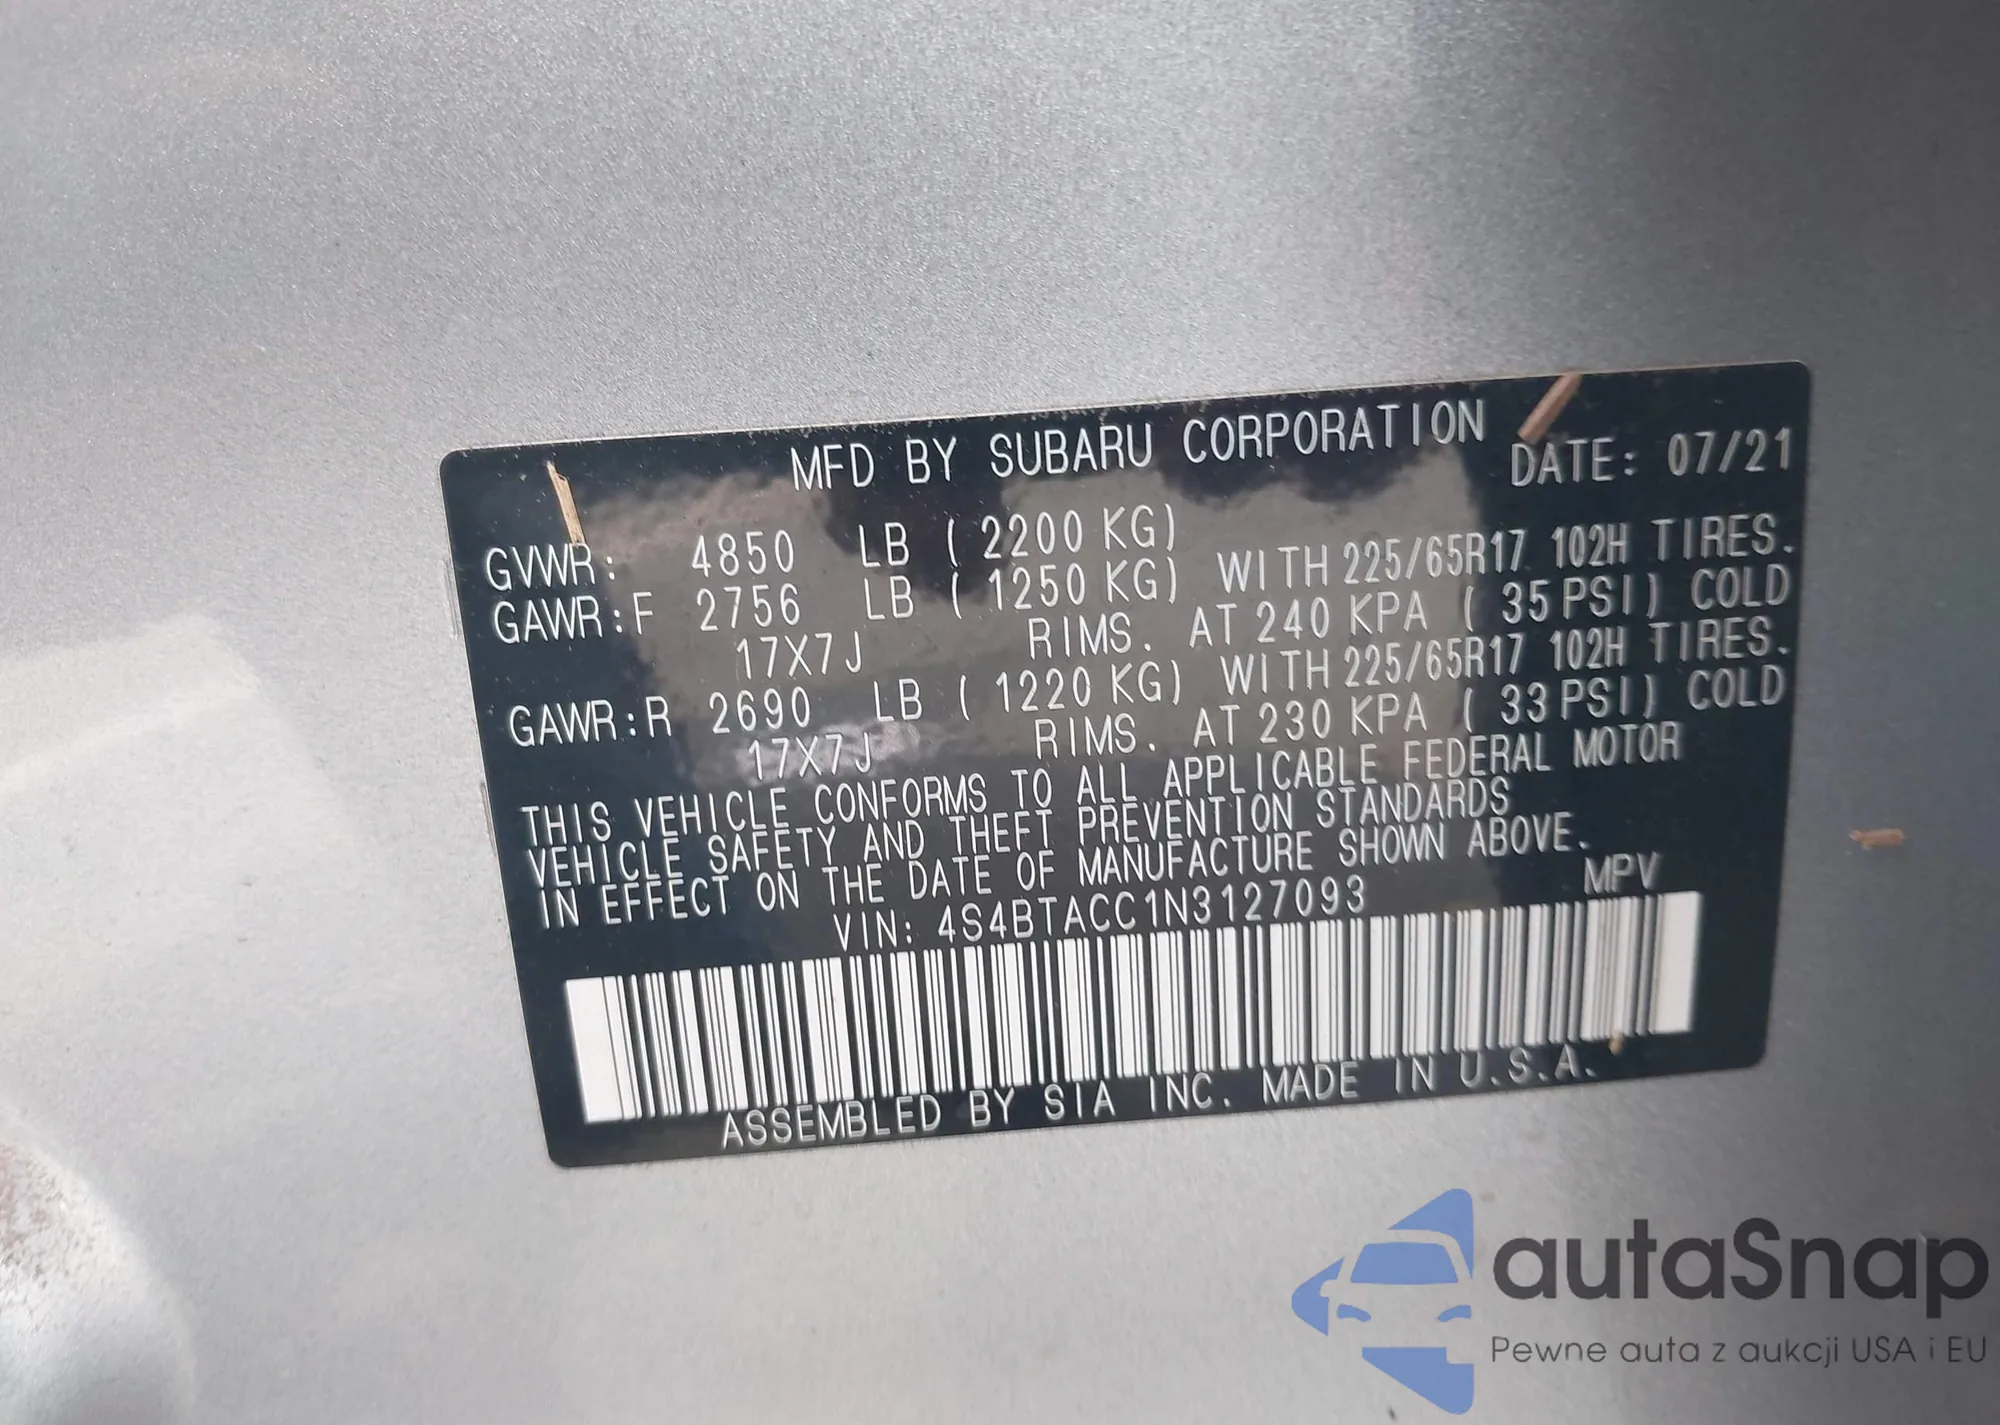 MFD BY SUBARU CORPORATION DATE: 07/21
GVWR: 4850 LB ( 2200 KG)
GAWR:F 2756 LB ( 1250 KG) WITH 225/65R17 102H TIRES.
17X7J RIMS. AT 240 KPA ( 35 PSI) COLD
GAWR:R 2690 LB ( 1220 KG) WITH 225/65R17 102H TIRES.
17X7J RIMS. AT 230 KPA ( 33 PSI) COLD
THIS VEHICLE CONFORMS TO ALL APPLICABLE FEDERAL MOTOR
VEHICLE SAFETY AND THEFT PREVENTION STANDARDS
IN EFFECT ON THE DATE OF MANUFACTURE SHOWN ABOVE.
VIN: 4S4BTACC1N3127093 MPV
ASSEMBLED BY SIA INC. MADE IN U.S.A.
autaSnap
Pewne auta z aukcji USA i EU